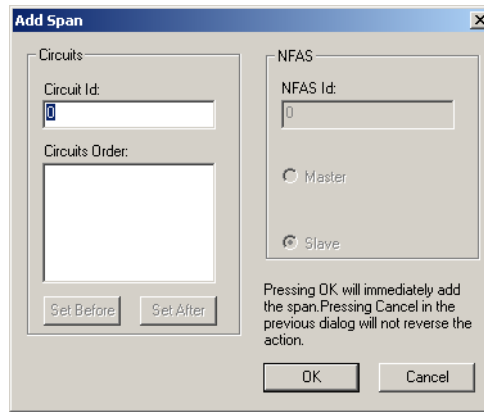 Add Span
Circuits
Circuit Id:
0
Circuits Order:
Set Before
Set After
NFAS
NFAS Id:
0
Master
Slave
Pressing OK will immediately add
the span.Pressing Cancel in the
previous dialog will not reverse the
action.
OK
Cancel